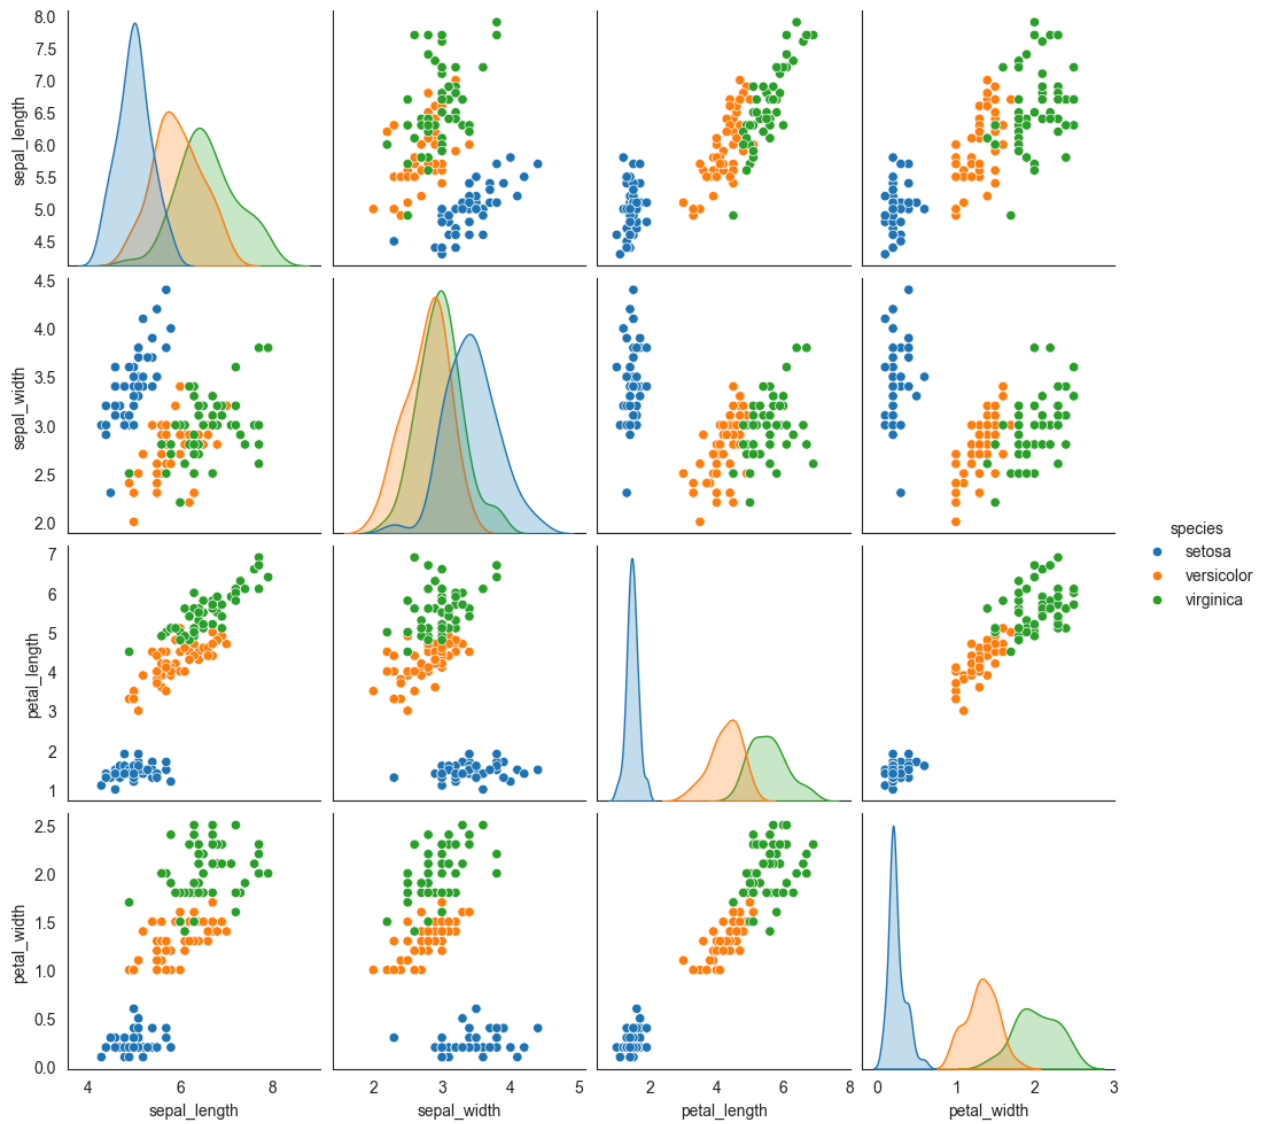 8.0
7.5
7.0
6.5
6.0
5.5
5.0
4.5
sepal_length
4.5
4.0
3.5
3.0
2.5
2.0
sepal_width
species
setosa
versicolor
virginica
7
6
5
4
3
2
1
petal_length
2.5
2.0
1.5
1.0
0.5
0.0
petal_width
4 6 8
2 3 4 5
2 4 6 8
0 1 2 3
sepal_length
sepal_width
petal_length
petal_width